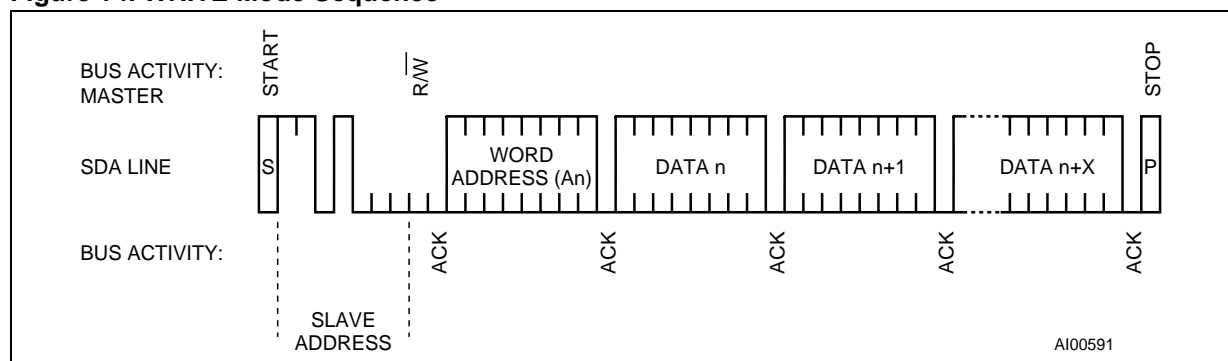 Figure 14. WRITE Mode Sequence
BUS ACTIVITY:
MASTER
START
R/W
STOP
SDA LINE
S
WORD
ADDRESS (An)
DATA n
DATA n+1
DATA n+X
P
BUS ACTIVITY:
ACK
ACK
ACK
ACK
ACK
SLAVE
ADDRESS
AI00591